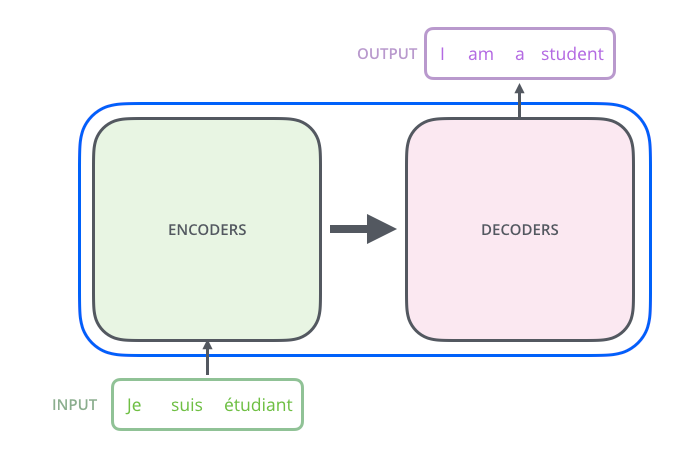 OUTPUT I am a student
ENCODERS DECODERS
INPUT Je suis étudiant